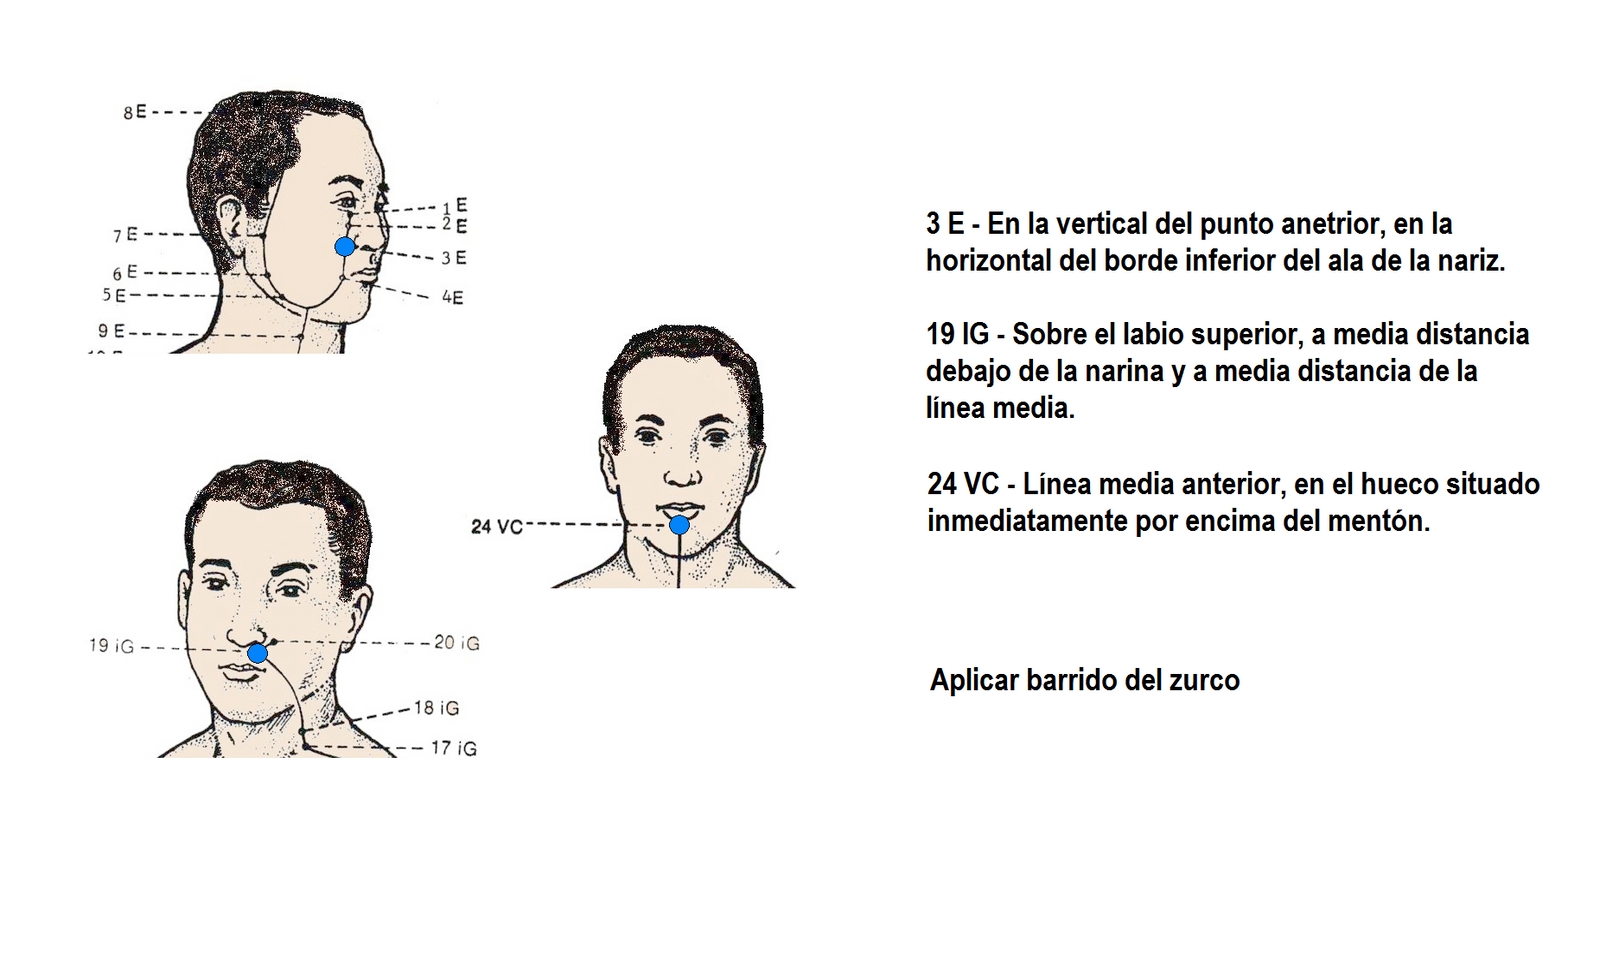 8 E
1 E
2 E
7 E
3 E
6 E
5 E
4E
9 E
24 VC
19 iG
20 iG
18 iG
17 iG
3 E - En la vertical del punto anetrior, en la
horizontal del borde inferior del ala de la nariz.
19 IG - Sobre el labio superior, a media distancia
debajo de la narina y a media distancia de la
línea media.
24 VC - Línea media anterior, en el hueco situado
inmediatamente por encima del mentón.
Aplicar barrido del zurco